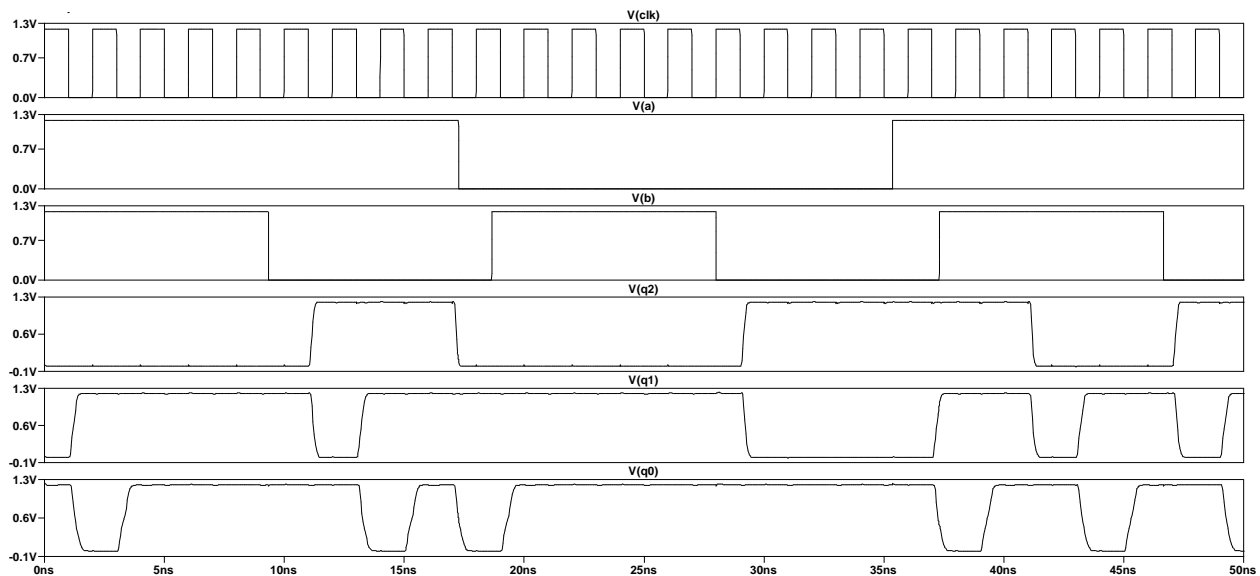 V(clk)
1.3V
0.7V
0.0V
V(a)
1.3V
0.7V
0.0V
V(b)
1.3V
0.7V
0.0V
V(q2)
1.3V
0.6V
-0.1V
V(q1)
1.3V
0.6V
-0.1V
V(q0)
1.3V
0.6V
-0.1V
0ns 5ns 10ns 15ns 20ns 25ns 30ns 35ns 40ns 45ns 50ns